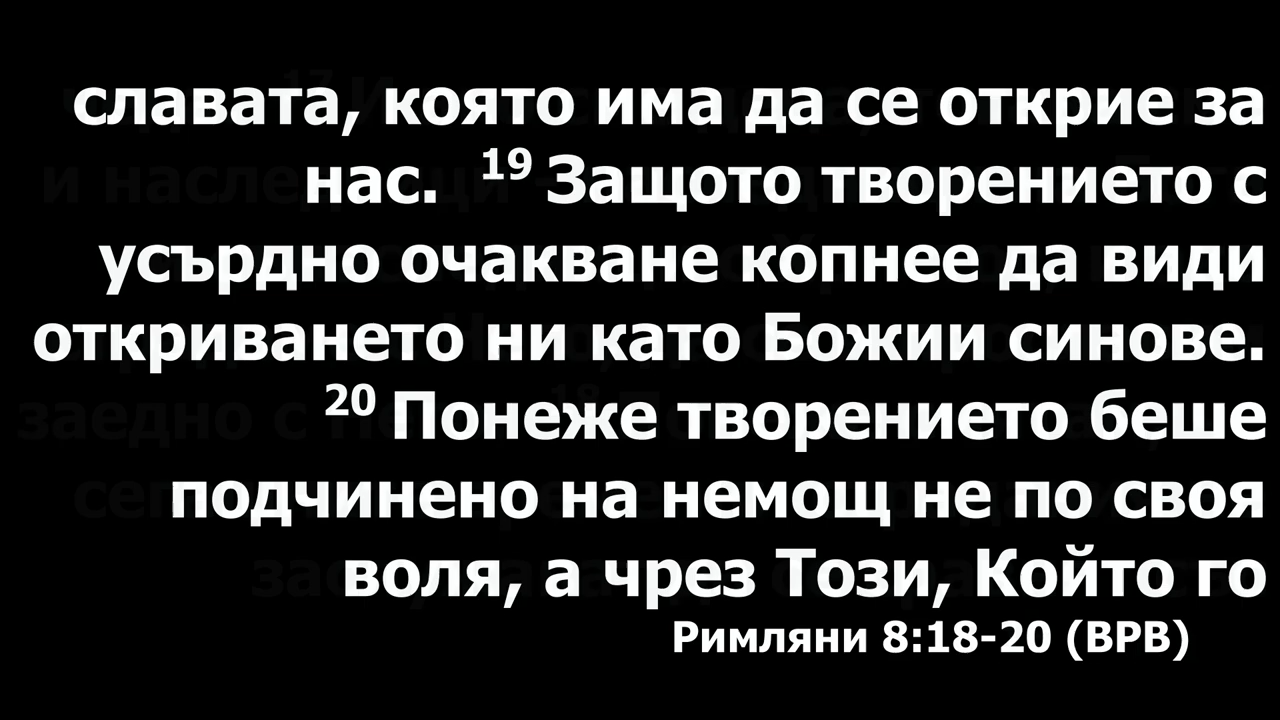 славата, която има да се открие за
нас. 19 Защото творението с
усърдно очакване копнее да види
откриването ни като Божии синове.
20 Понеже творението беше
подчинено на немощ не по своя
воля, а чрез Този, Който го
Римляни 8:18-20 (ВРВ)